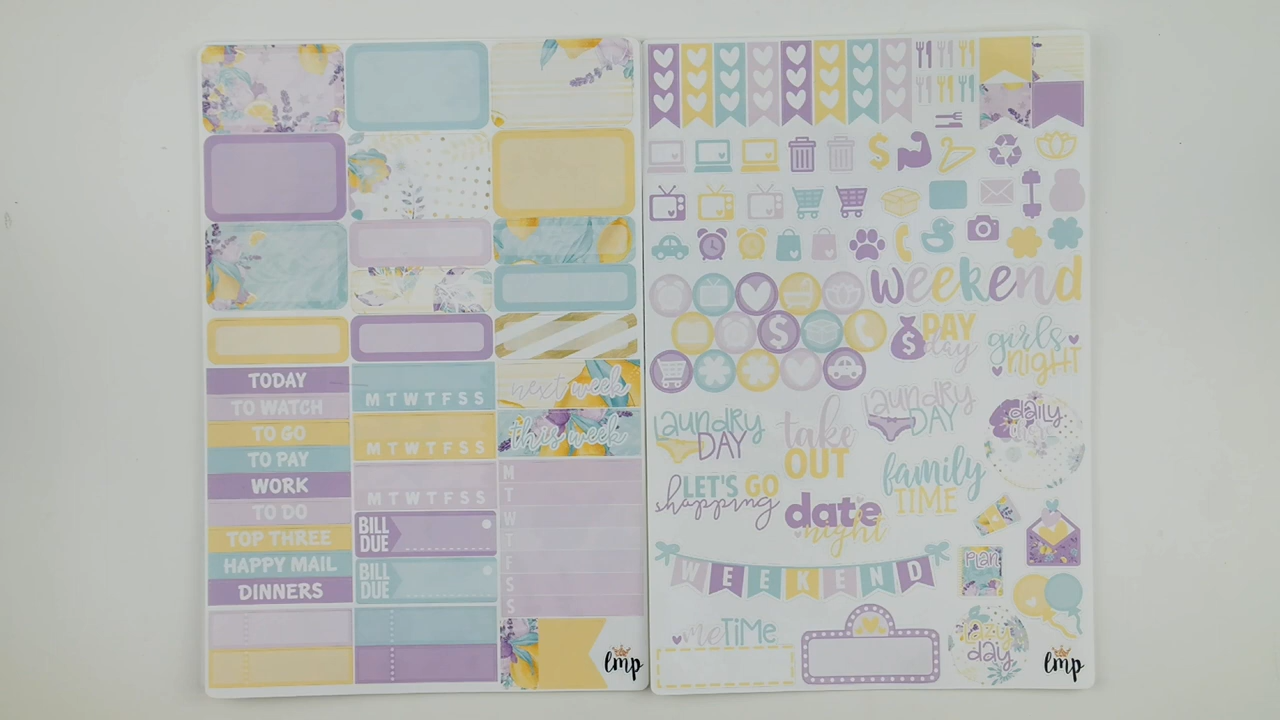 TODAY
TO WATCH
TO GO
TO PAY
WORK
TO DO
TOP THREE
HAPPY MAIL
DINNERS
M T W T F S S
M T W T F S S
M T W T F S S
BILL
DUE
BILL
DUE
next week
this week
M
T
W
T
F
S
S
lmp
weekend
PAY
day
girls
NIGHT
LAUNDRY
DAY
take
OUT
LAUNDRY
DAY
daily
LET'S GO
shopping
date
night
family
TIME
WEEKEND
PLAN
me TIME
lazy
day
lmp